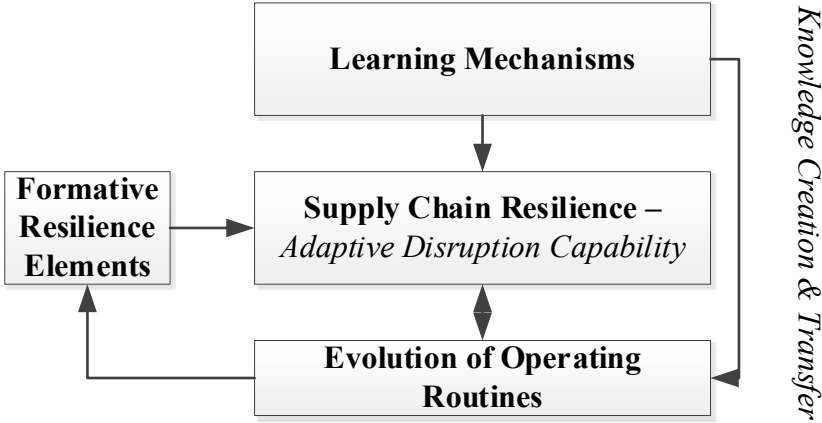 Learning Mechanisms
Formative
Resilience
Elements
Supply Chain Resilience –
Adaptive Disruption Capability
Evolution of Operating
Routines
Knowledge Creation & Transfer